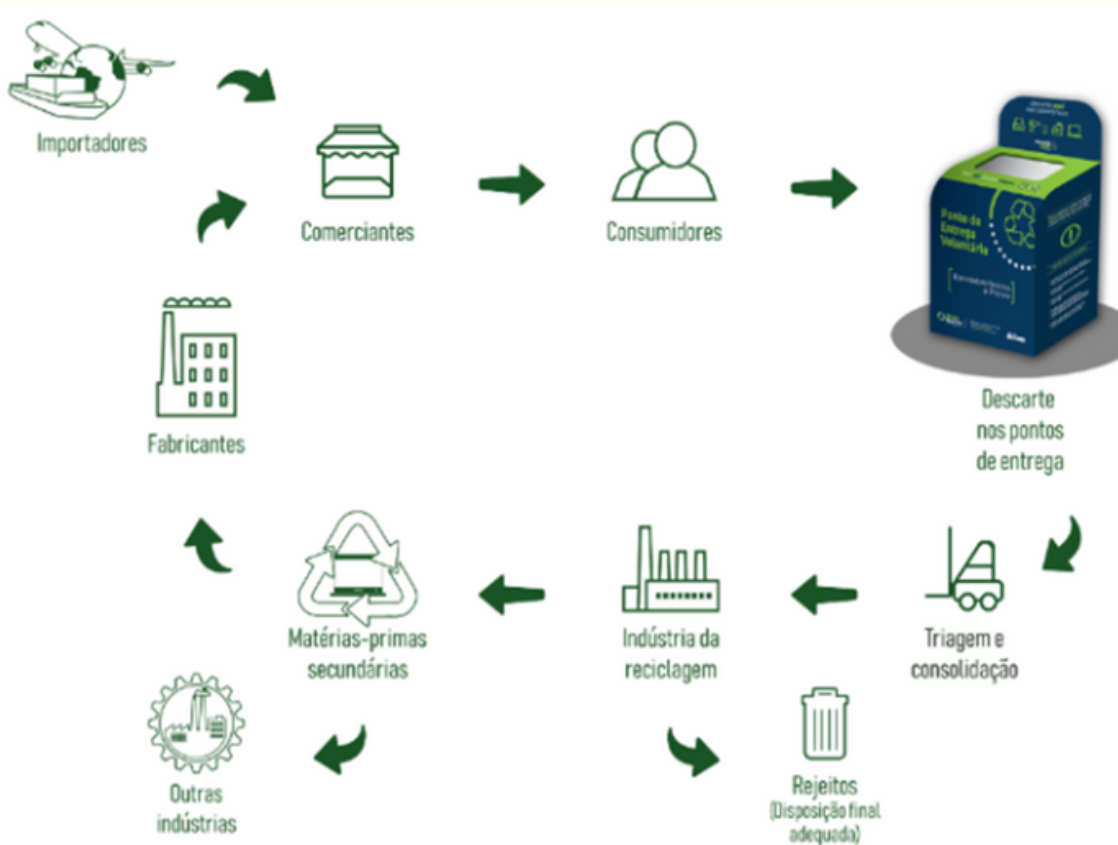 Importadores
Comerciantes
Consumidores
Ponto de
Entrega
Voluntária
Fabricantes
Descarte
nos pontos
de entrega
Matérias-primas
secundárias
Indústria da
reciclagem
Triagem e
consolidação
Outras
indústrias
Rejeitos
(Disposição final
adequada)